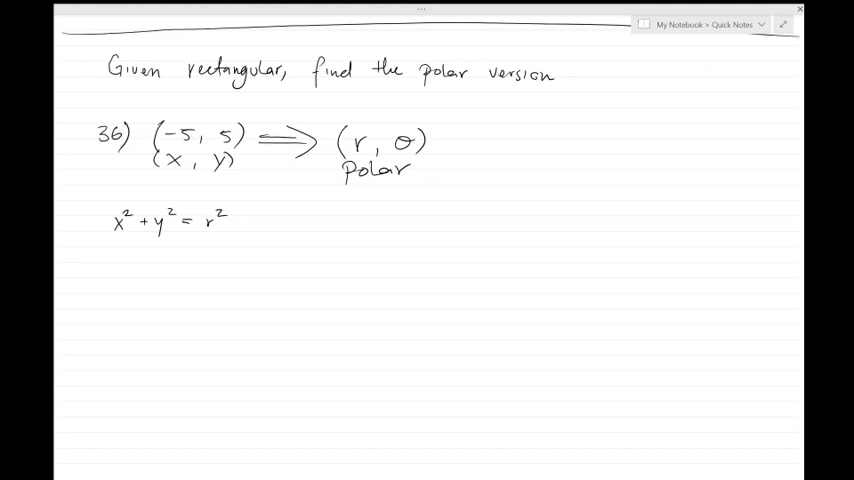 My Notebook > Quick Notes
Given rectangular, find the polar version
36) (-5, 5) ⟹ (r, θ)
(x, y) polar
x² + y² = r²